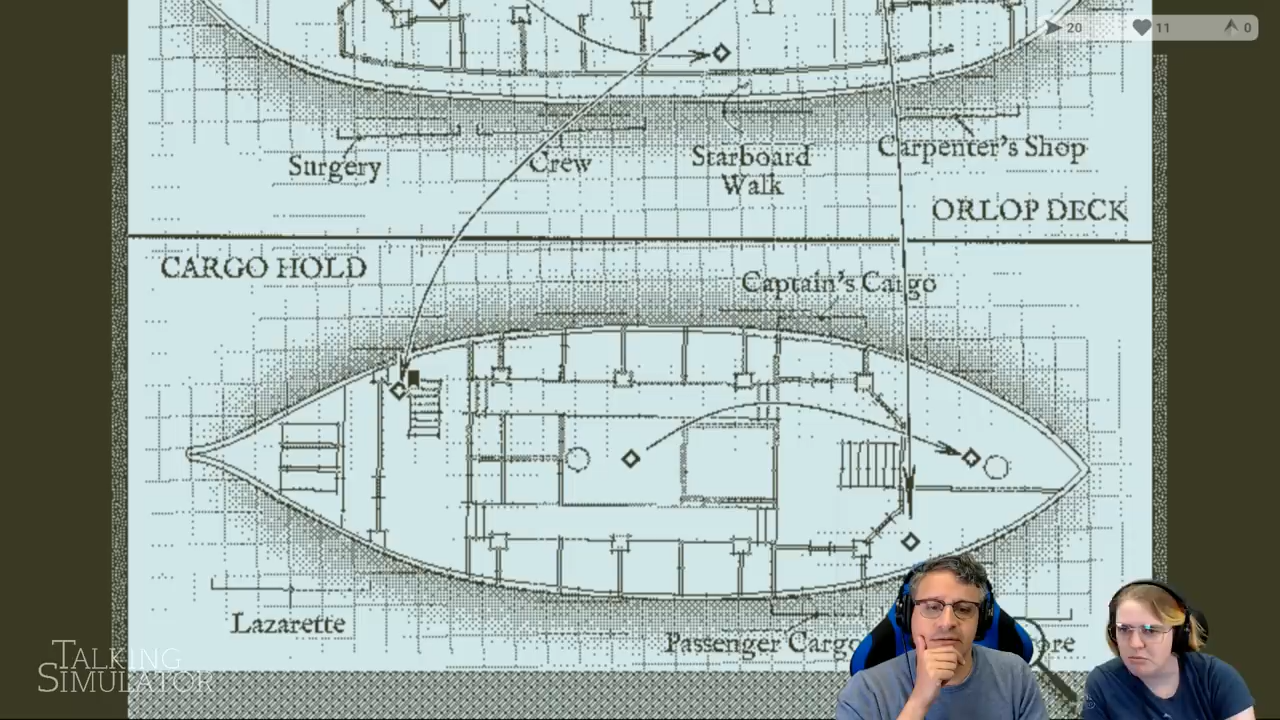 20 11 0
Surgery
Crew
Starboard
Walk
Carpenter's Shop
ORLOP DECK
CARGO HOLD
Captain's Cargo
Lazarette
Passenger Cargo
TALKING
SIMULATOR